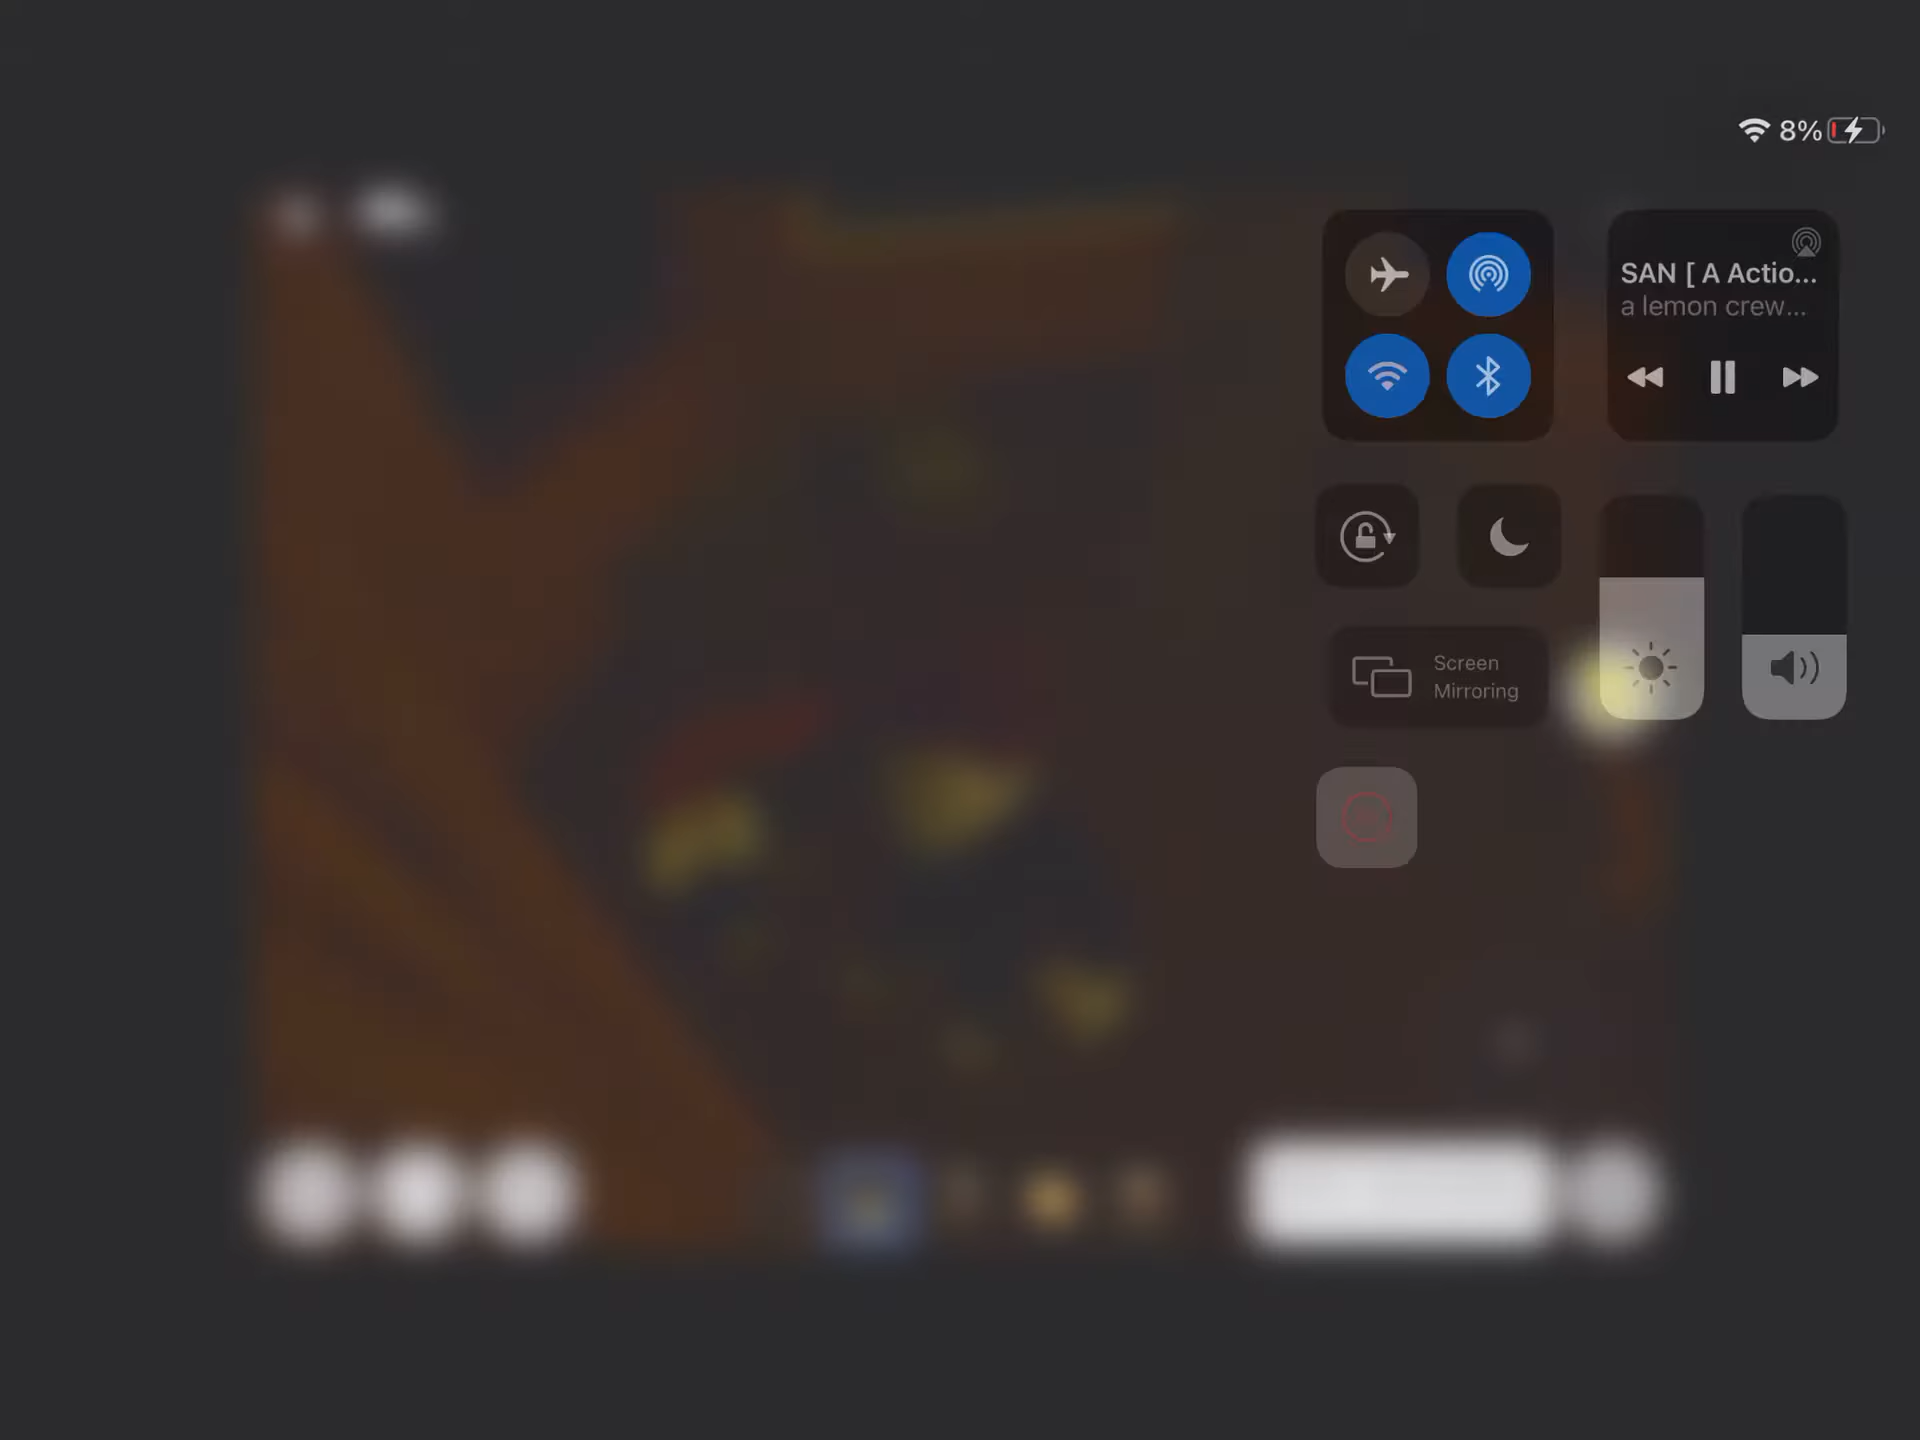 8%
SAN [ A Actio...
a lemon crew...
Screen
Mirroring